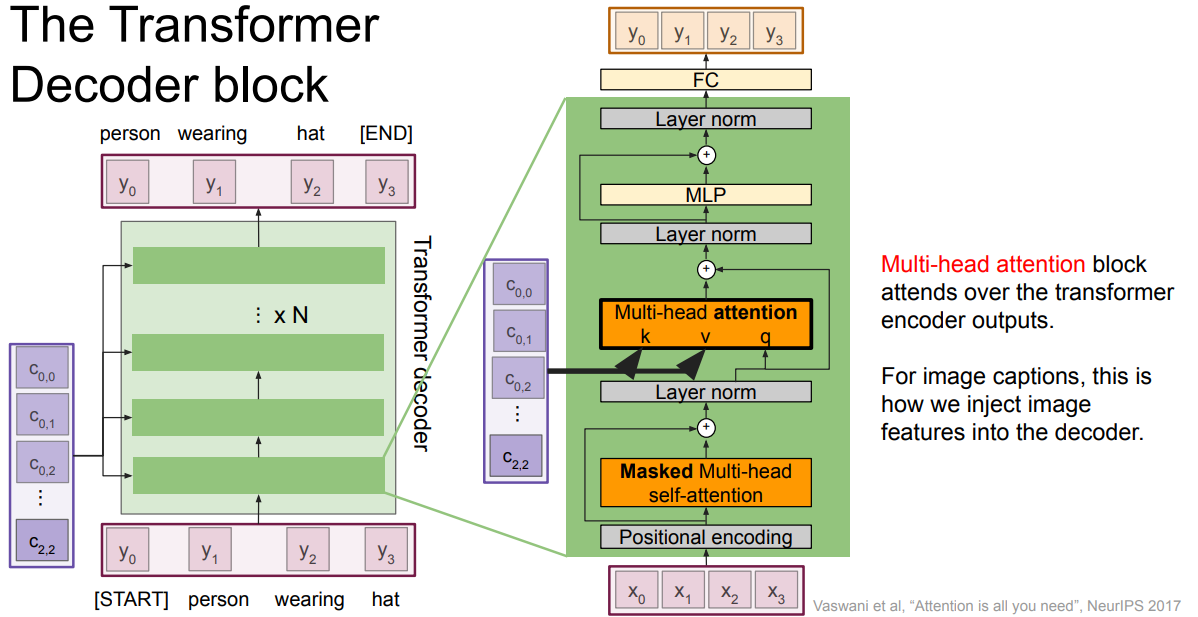 The Transformer
Decoder block
person wearing hat [END]
y0 y1 y2 y3
⋮ x N
Transformer decoder
c0,0
c0,1
c0,2
⋮
c2,2
y0 y1 y2 y3
[START] person wearing hat
y0 y1 y2 y3
FC
Layer norm
+
MLP
Layer norm
+
Multi-head attention
k v q
c0,0
c0,1
c0,2
⋮
c2,2
Layer norm
+
Masked Multi-head
self-attention
Positional encoding
x0 x1 x2 x3
Multi-head attention block
attends over the transformer
encoder outputs.
For image captions, this is
how we inject image
features into the decoder.
Vaswani et al, “Attention is all you need”, NeurIPS 2017